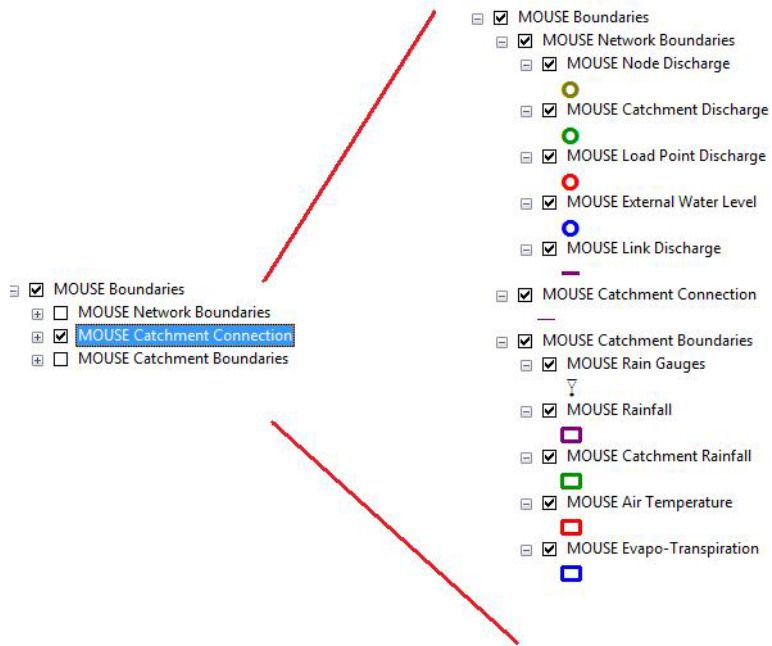 MOUSE Boundaries
MOUSE Network Boundaries
MOUSE Catchment Connection
MOUSE Catchment Boundaries
MOUSE Boundaries
MOUSE Network Boundaries
MOUSE Node Discharge
MOUSE Catchment Discharge
MOUSE Load Point Discharge
MOUSE External Water Level
MOUSE Link Discharge
MOUSE Catchment Connection
MOUSE Catchment Boundaries
MOUSE Rain Gauges
MOUSE Rainfall
MOUSE Catchment Rainfall
MOUSE Air Temperature
MOUSE Evapo-Transpiration